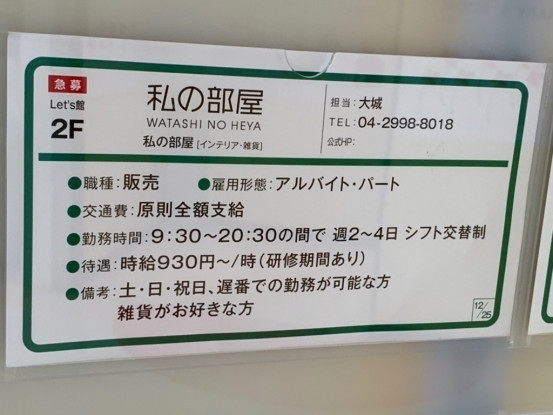 急募
Let's館
2F
私の部屋
WATASHI NO HEYA
私の部屋 [インテリア・雑貨]
担当：大城
TEL：04-2998-8018
公式HP：
●職種：販売 ●雇用形態：アルバイト・パート
●交通費：原則全額支給
●勤務時間：9：30～20：30の間で 週2～4日 シフト交替制
●待遇：時給930円～/時（研修期間あり）
●備考：土・日・祝日、遅番での勤務が可能な方
雑貨がお好きな方
12/25